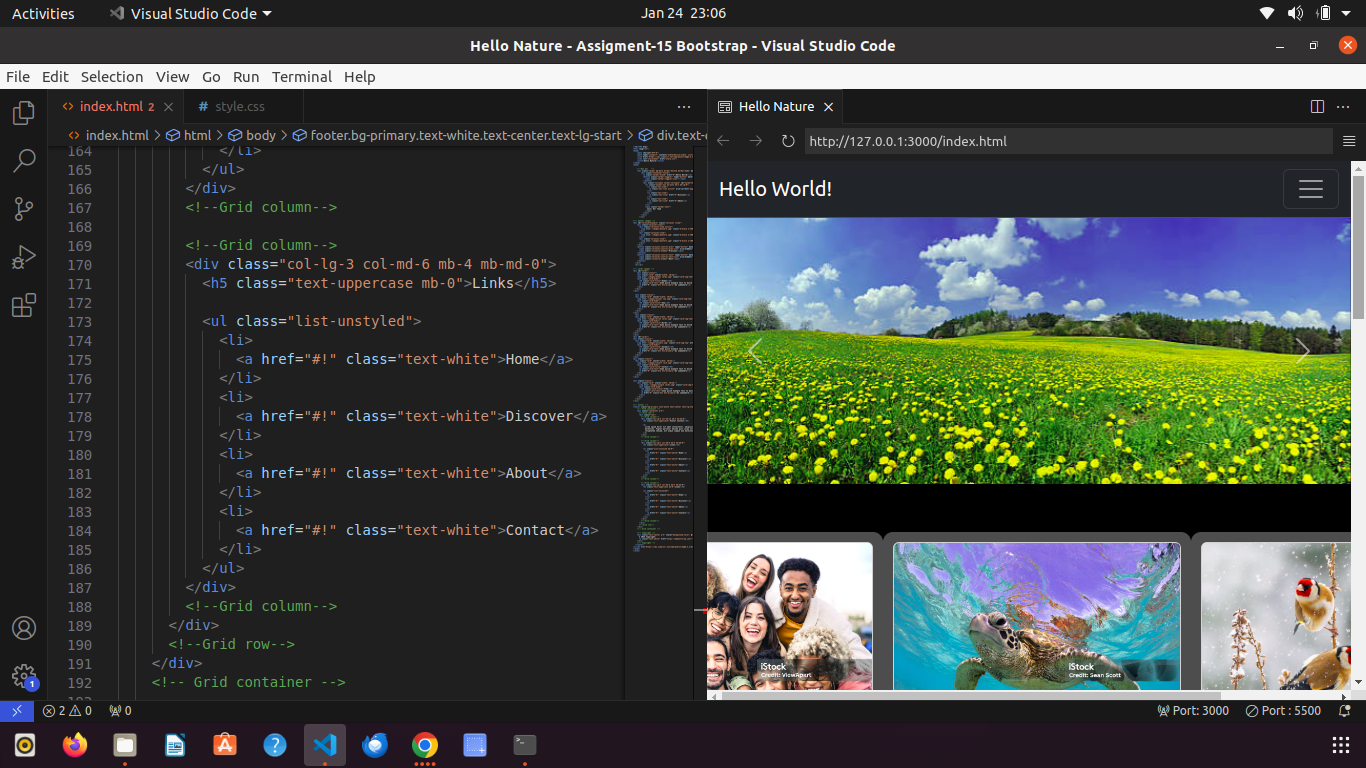 Activities
Visual Studio Code
Jan 24 23:06
Hello Nature - Assigment-15 Bootstrap - Visual Studio Code
File Edit Selection View Go Run Terminal Help
index.html 2
# style.css
Hello Nature
index.html > html > body > footer.bg-primary.text-white.text-center.text-lg-start >
http://127.0.0.1:3000/index.html
164 </li>
165 </ul>
166 </div>
167 <!--Grid column-->
168
169 <!--Grid column-->
170 <div class="col-lg-3 col-md-6 mb-4 mb-md-0">
171 <h5 class="text-uppercase mb-0">Links</h5>
172
173 <ul class="list-unstyled">
174 <li>
175 <a href="#!" class="text-white">Home</a>
176 </li>
177 <li>
178 <a href="#!" class="text-white">Discover</a>
179 </li>
180 <li>
181 <a href="#!" class="text-white">About</a>
182 </li>
183 <li>
184 <a href="#!" class="text-white">Contact</a>
185 </li>
186 </ul>
187 </div>
188 <!--Grid column-->
189 </div>
190 <!--Grid row-->
191 </div>
192 <!-- Grid container -->
Hello World!
iStock
Credit: ViewApart
iStock
Credit: Sean Scott
1
2 0
0
Port: 3000
Port : 5500